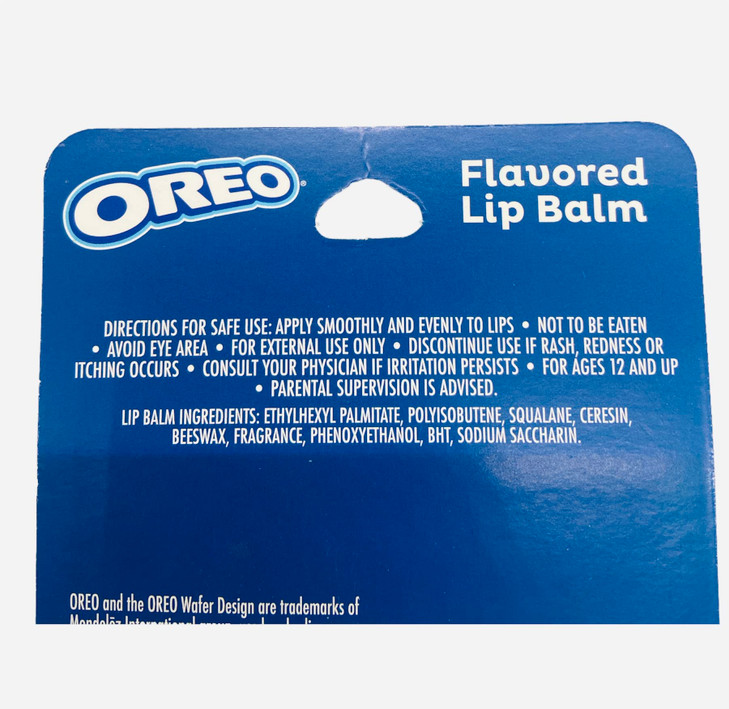 OREO®
Flavored
Lip Balm
DIRECTIONS FOR SAFE USE: APPLY SMOOTHLY AND EVENLY TO LIPS • NOT TO BE EATEN
• AVOID EYE AREA • FOR EXTERNAL USE ONLY • DISCONTINUE USE IF RASH, REDNESS OR
ITCHING OCCURS • CONSULT YOUR PHYSICIAN IF IRRITATION PERSISTS • FOR AGES 12 AND UP
• PARENTAL SUPERVISION IS ADVISED.
LIP BALM INGREDIENTS: ETHYLHEXYL PALMITATE, POLYISOBUTENE, SQUALANE, CERESIN,
BEESWAX, FRAGRANCE, PHENOXYETHANOL, BHT, SODIUM SACCHARIN.
OREO and the OREO Wafer Design are trademarks of
Mondelēz International group